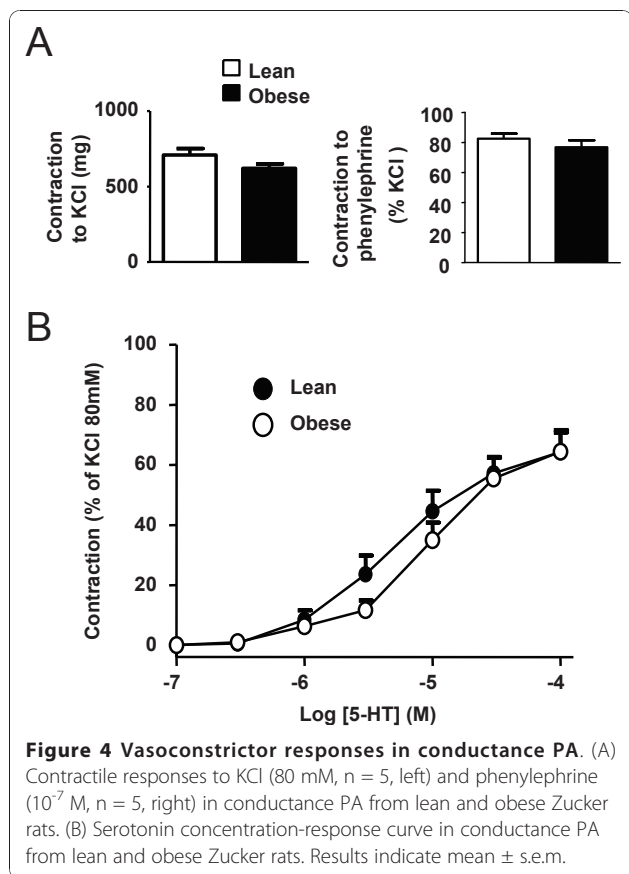 A
Lean
Obese
Contraction
to KCl (mg)
1000
500
0
Contraction to
phenylephrine
(% KCl )
100
80
60
40
20
0
B
Contraction (% of KCl 80mM)
100
80
60
40
20
0
Lean
Obese
-7
-6
-5
-4
Log [5-HT] (M)
Figure 4 Vasoconstrictor responses in conductance PA. (A)
Contractile responses to KCl (80 mM, n = 5, left) and phenylephrine
(10⁻⁷ M, n = 5, right) in conductance PA from lean and obese Zucker
rats. (B) Serotonin concentration-response curve in conductance PA
from lean and obese Zucker rats. Results indicate mean ± s.e.m.